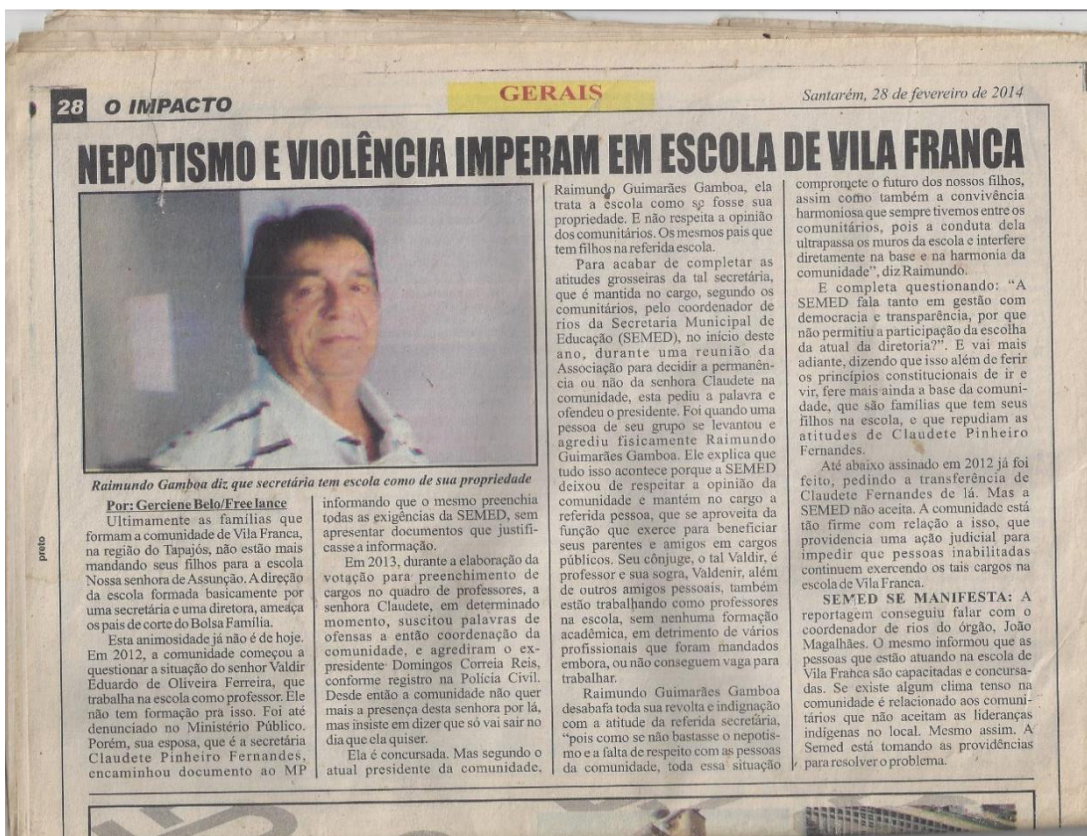 28 O IMPACTO
GERAIS
Santarém, 28 de fevereiro de 2014
NEPOTISMO E VIOLÊNCIA IMPERAM EM ESCOLA DE VILA FRANCA
Raimundo Gamboa diz que secretária tem escola como de sua propriedade
Por: Gerciene Belo/Free lance
Ultimamente as famílias que
formam a comunidade de Vila Franca,
na região do Tapajós, não estão mais
mandando seus filhos para a escola
Nossa senhora de Assunção. A direção
da escola formada basicamente por
uma secretária e uma diretora, ameaça
os pais de corte do Bolsa Família.
Esta animosidade já não é de hoje.
Em 2012, a comunidade começou a
questionar a situação do senhor Valdir
Eduardo de Oliveira Ferreira, que
trabalha na escola como professor. Ele
não tem formação pra isso. Foi até
denunciado no Ministério Público.
Porém, sua esposa, que é a secretária
Claudete Pinheiro Fernandes,
encaminhou documento ao MP
informando que o mesmo preenchia
todas as exigências da SEMED, sem
apresentar documentos que justifi-
casse a informação.
Em 2013, durante a elaboração da
votação para preenchimento de
cargos no quadro de professores, a
senhora Claudete, em determinado
momento, suscitou palavras de
ofensas a então coordenação da
comunidade, e agrediram o ex-
presidente Domingos Correia Reis,
conforme registro na Polícia Civil.
Desde então a comunidade não quer
mais a presença desta senhora por lá,
mas insiste em dizer que só vai sair no
dia que ela quiser.
Ela é concursada. Mas segundo o
atual presidente da comunidade,
Raimundo Guimarães Gamboa, ela
trata a escola como se fosse sua
propriedade. E não respeita a opinião
dos comunitários. Os mesmos pais que
tem filhos na referida escola.
Para acabar de completar as
atitudes grosseiras da tal secretária,
que é mantida no cargo, segundo os
comunitários, pelo coordenador de
rios da Secretaria Municipal de
Educação (SEMED), no início deste
ano, durante uma reunião da
Associação para decidir a permanên-
cia ou não da senhora Claudete na
comunidade, esta pediu a palavra e
ofendeu o presidente. Foi quando uma
pessoa de seu grupo se levantou e
agrediu fisicamente Raimundo
Guimarães Gamboa. Ele explica que
tudo isso acontece porque a SEMED
deixou de respeitar a opinião da
comunidade e mantém no cargo a
referida pessoa, que se aproveita da
função que exerce para beneficiar
seus parentes e amigos em cargos
públicos. Seu cônjuge, o tal Valdir, é
professor e sua sogra, Valdenir, além
de outros amigos pessoais, também
estão trabalhando como professores
na escola, sem nenhuma formação
acadêmica, em detrimento de vários
profissionais que foram mandados
embora, ou não conseguem vaga para
trabalhar.
Raimundo Guimarães Gamboa
desabafa toda sua revolta e indignação
com a atitude da referida secretária,
“pois como se não bastasse o nepotis-
mo e a falta de respeito com as pessoas
da comunidade, toda essa situação
compromete o futuro dos nossos filhos,
assim como também a convivência
harmoniosa que sempre tivemos entre os
comunitários, pois a conduta dela
ultrapassa os muros da escola e interfere
diretamente na base e na harmonia da
comunidade”, diz Raimundo.
E completa questionando: “A
SEMED fala tanto em gestão com
democracia e transparência, por que
não permitiu a participação da escolha
da atual da diretoria?”. E vai mais
adiante, dizendo que isso além de ferir
os princípios constitucionais de ir e
vir, fere mais ainda a base da comuni-
dade, que são famílias que tem seus
filhos na escola, e que repudiam as
atitudes de Claudete Pinheiro
Fernandes.
Até abaixo assinado em 2012 já foi
feito, pedindo a transferência de
Claudete Fernandes de lá. Mas a
SEMED não aceita. A comunidade está
tão firme com relação a isso, que
providencia uma ação judicial para
impedir que pessoas inabilitadas
continuem exercendo os tais cargos na
escola de Vila Franca.
SEMED SE MANIFESTA: A
reportagem conseguiu falar com o
coordenador de rios do órgão, João
Magalhães. O mesmo informou que as
pessoas que estão atuando na escola de
Vila Franca são capacitadas e concursa-
das. Se existe algum clima tenso na
comunidade é relacionado aos comuni-
tários que não aceitam as lideranças
indígenas no local. Mesmo assim. A
Semed está tomando as providências
para resolver o problema.
preto